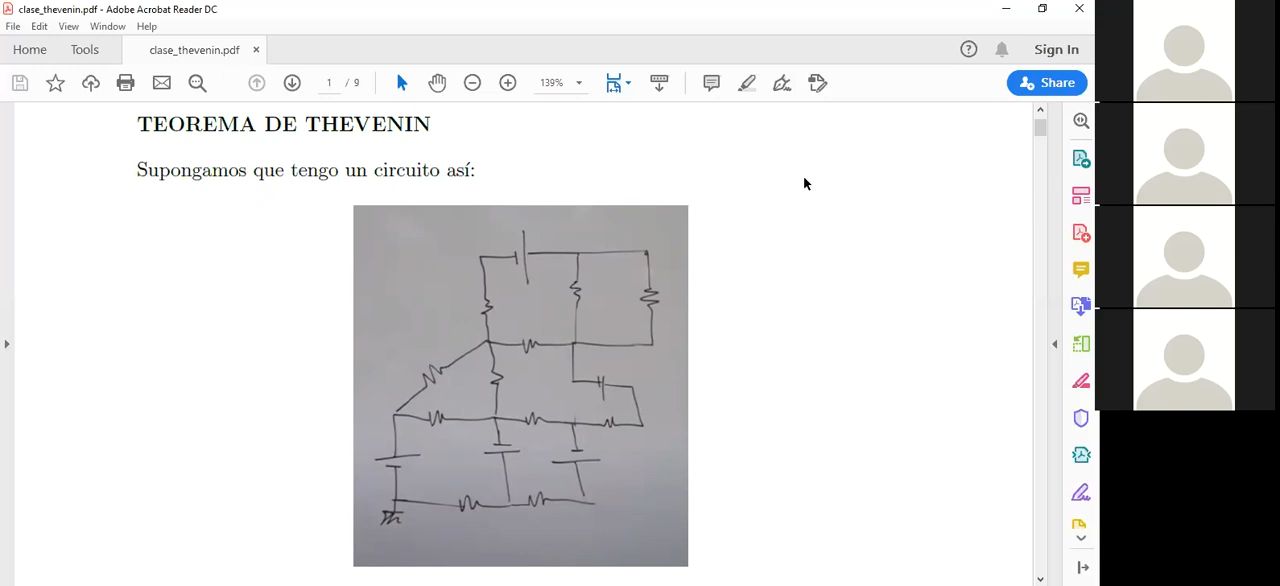 clase_thevenin.pdf - Adobe Acrobat Reader DC
File Edit View Window Help
Home Tools clase_thevenin.pdf × Sign In
1 / 9 139% Share
TEOREMA DE THEVENIN
Supongamos que tengo un circuito así: